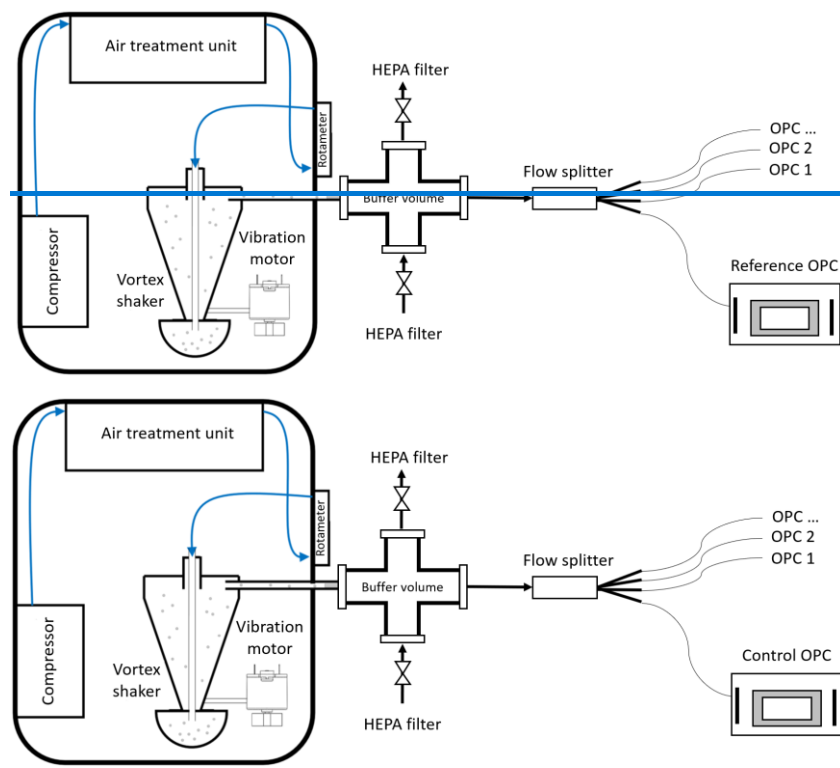 Air treatment unit
HEPA filter
Rotameter
OPC ...
OPC 2
OPC 1
Flow splitter
Buffer volume
Compressor
Vibration
motor
Vortex
shaker
Reference OPC
HEPA filter
Air treatment unit
HEPA filter
Rotameter
OPC ...
OPC 2
OPC 1
Flow splitter
Buffer volume
Compressor
Vibration
motor
Vortex
shaker
Control OPC
HEPA filter